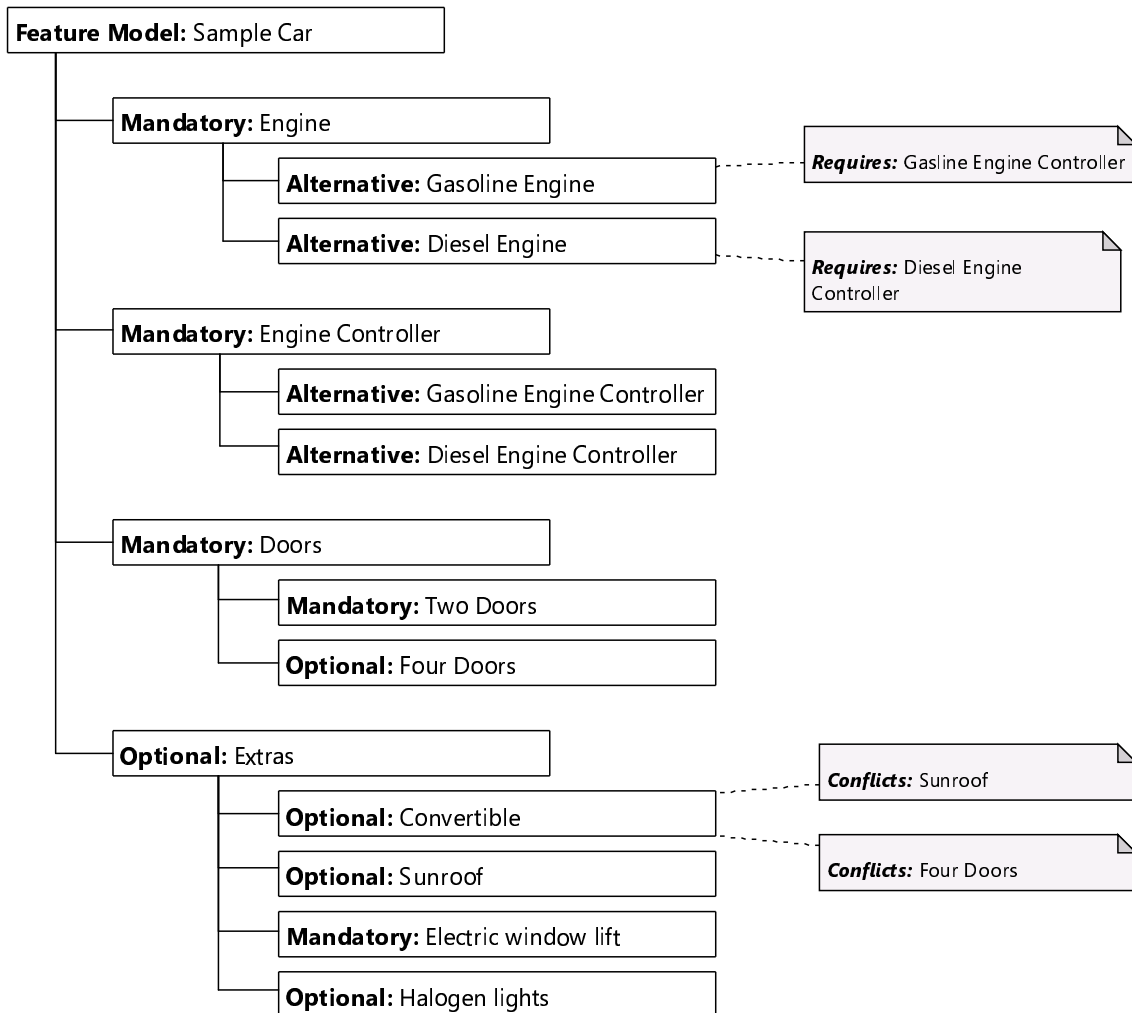 Feature Model: Sample Car
Mandatory: Engine
Alternative: Gasoline Engine
Requires: Gasline Engine Controller
Alternative: Diesel Engine
Requires: Diesel Engine
Controller
Mandatory: Engine Controller
Alternative: Gasoline Engine Controller
Alternative: Diesel Engine Controller
Mandatory: Doors
Mandatory: Two Doors
Optional: Four Doors
Optional: Extras
Optional: Convertible
Conflicts: Sunroof
Conflicts: Four Doors
Optional: Sunroof
Mandatory: Electric window lift
Optional: Halogen lights